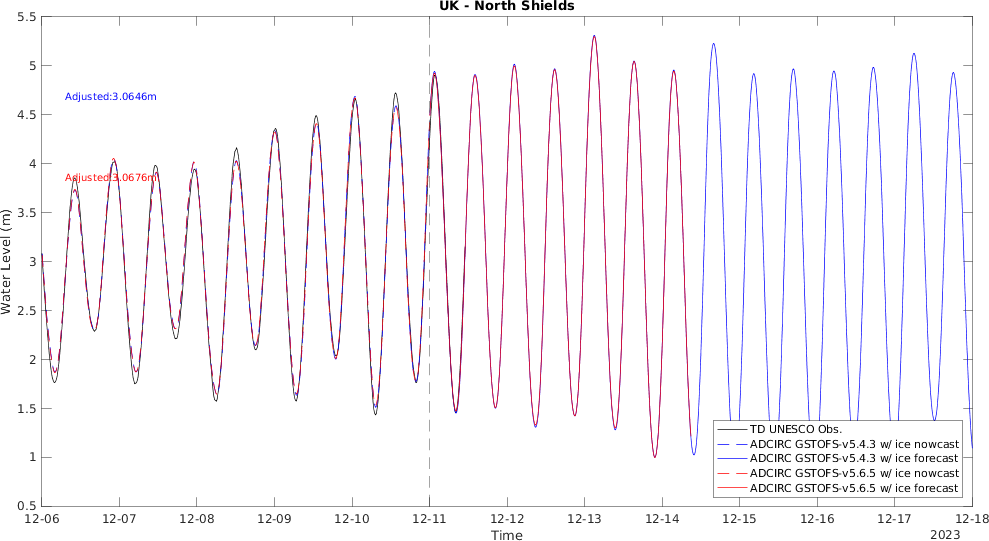 UK - North Shields
5.5
5
4.5
4
3.5
3
2.5
2
1.5
1
0.5
Water Level (m)
Adjusted:3.0646m
Adjusted:3.0676m
TD UNESCO Obs.
ADCIRC GSTOFS-v5.4.3 w/ ice nowcast
ADCIRC GSTOFS-v5.4.3 w/ ice forecast
ADCIRC GSTOFS-v5.6.5 w/ ice nowcast
ADCIRC GSTOFS-v5.6.5 w/ ice forecast
12-06 12-07 12-08 12-09 12-10 12-11 12-12 12-13 12-14 12-15 12-16 12-17 12-18
Time
2023